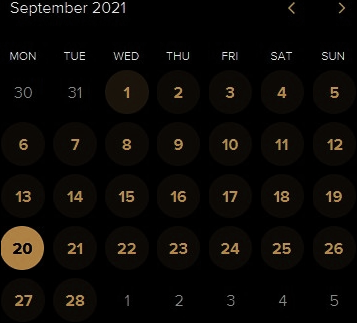 September 2021
MON TUE WED THU FRI SAT SUN
30 31 1 2 3 4 5
6 7 8 9 10 11 12
13 14 15 16 17 18 19
20 21 22 23 24 25 26
27 28 1 2 3 4 5